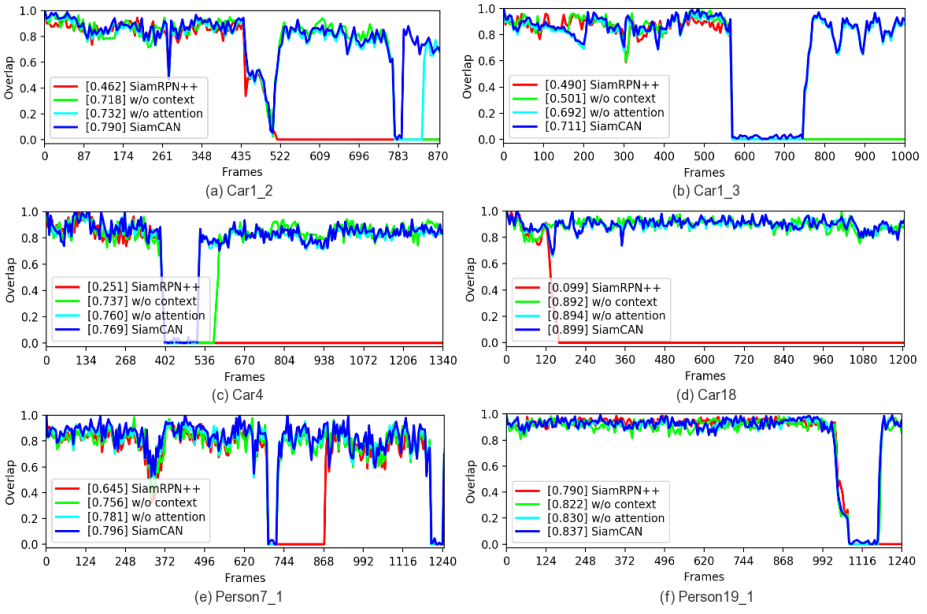 1.0
0.8
0.6
0.4
0.2
0.0
Overlap
[0.462] SiamRPN++
[0.718] w/o context
[0.732] w/o attention
[0.790] SiamCAN
0 87 174 261 348 435 522 609 696 783 870
Frames
(a) Car1_2
1.0
0.8
0.6
0.4
0.2
0.0
Overlap
[0.490] SiamRPN++
[0.501] w/o context
[0.692] w/o attention
[0.711] SiamCAN
0 100 200 300 400 500 600 700 800 900 1000
Frames
(b) Car1_3
1.0
0.8
0.6
0.4
0.2
0.0
Overlap
[0.251] SiamRPN++
[0.737] w/o context
[0.760] w/o attention
[0.769] SiamCAN
0 134 268 402 536 670 804 938 1072 1206 1340
Frames
(c) Car4
1.0
0.8
0.6
0.4
0.2
0.0
Overlap
[0.099] SiamRPN++
[0.892] w/o context
[0.894] w/o attention
[0.899] SiamCAN
0 120 240 360 480 600 720 840 960 1080 1200
Frames
(d) Car18
1.0
0.8
0.6
0.4
0.2
0.0
Overlap
[0.645] SiamRPN++
[0.756] w/o context
[0.781] w/o attention
[0.796] SiamCAN
0 124 248 372 496 620 744 868 992 1116 1240
Frames
(e) Person7_1
1.0
0.8
0.6
0.4
0.2
0.0
Overlap
[0.790] SiamRPN++
[0.822] w/o context
[0.830] w/o attention
[0.837] SiamCAN
0 124 248 372 496 620 744 868 992 1116 1240
Frames
(f) Person19_1